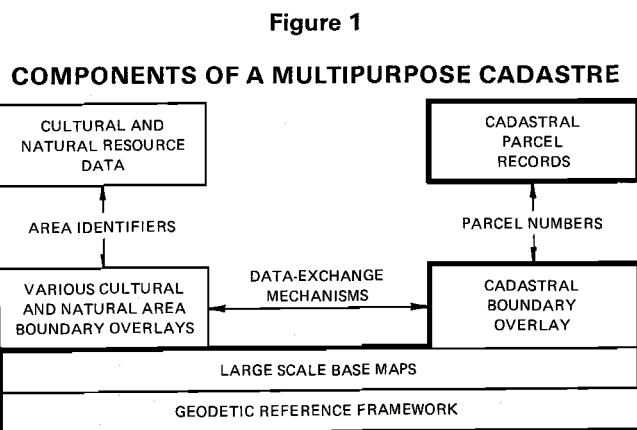 Figure 1
COMPONENTS OF A MULTIPURPOSE CADASTRE
CULTURAL AND
NATURAL RESOURCE
DATA
CADASTRAL
PARCEL
RECORDS
AREA IDENTIFIERS
PARCEL NUMBERS
VARIOUS CULTURAL
AND NATURAL AREA
BOUNDARY OVERLAYS
DATA-EXCHANGE
MECHANISMS
CADASTRAL
BOUNDARY
OVERLAY
LARGE SCALE BASE MAPS
GEODETIC REFERENCE FRAMEWORK